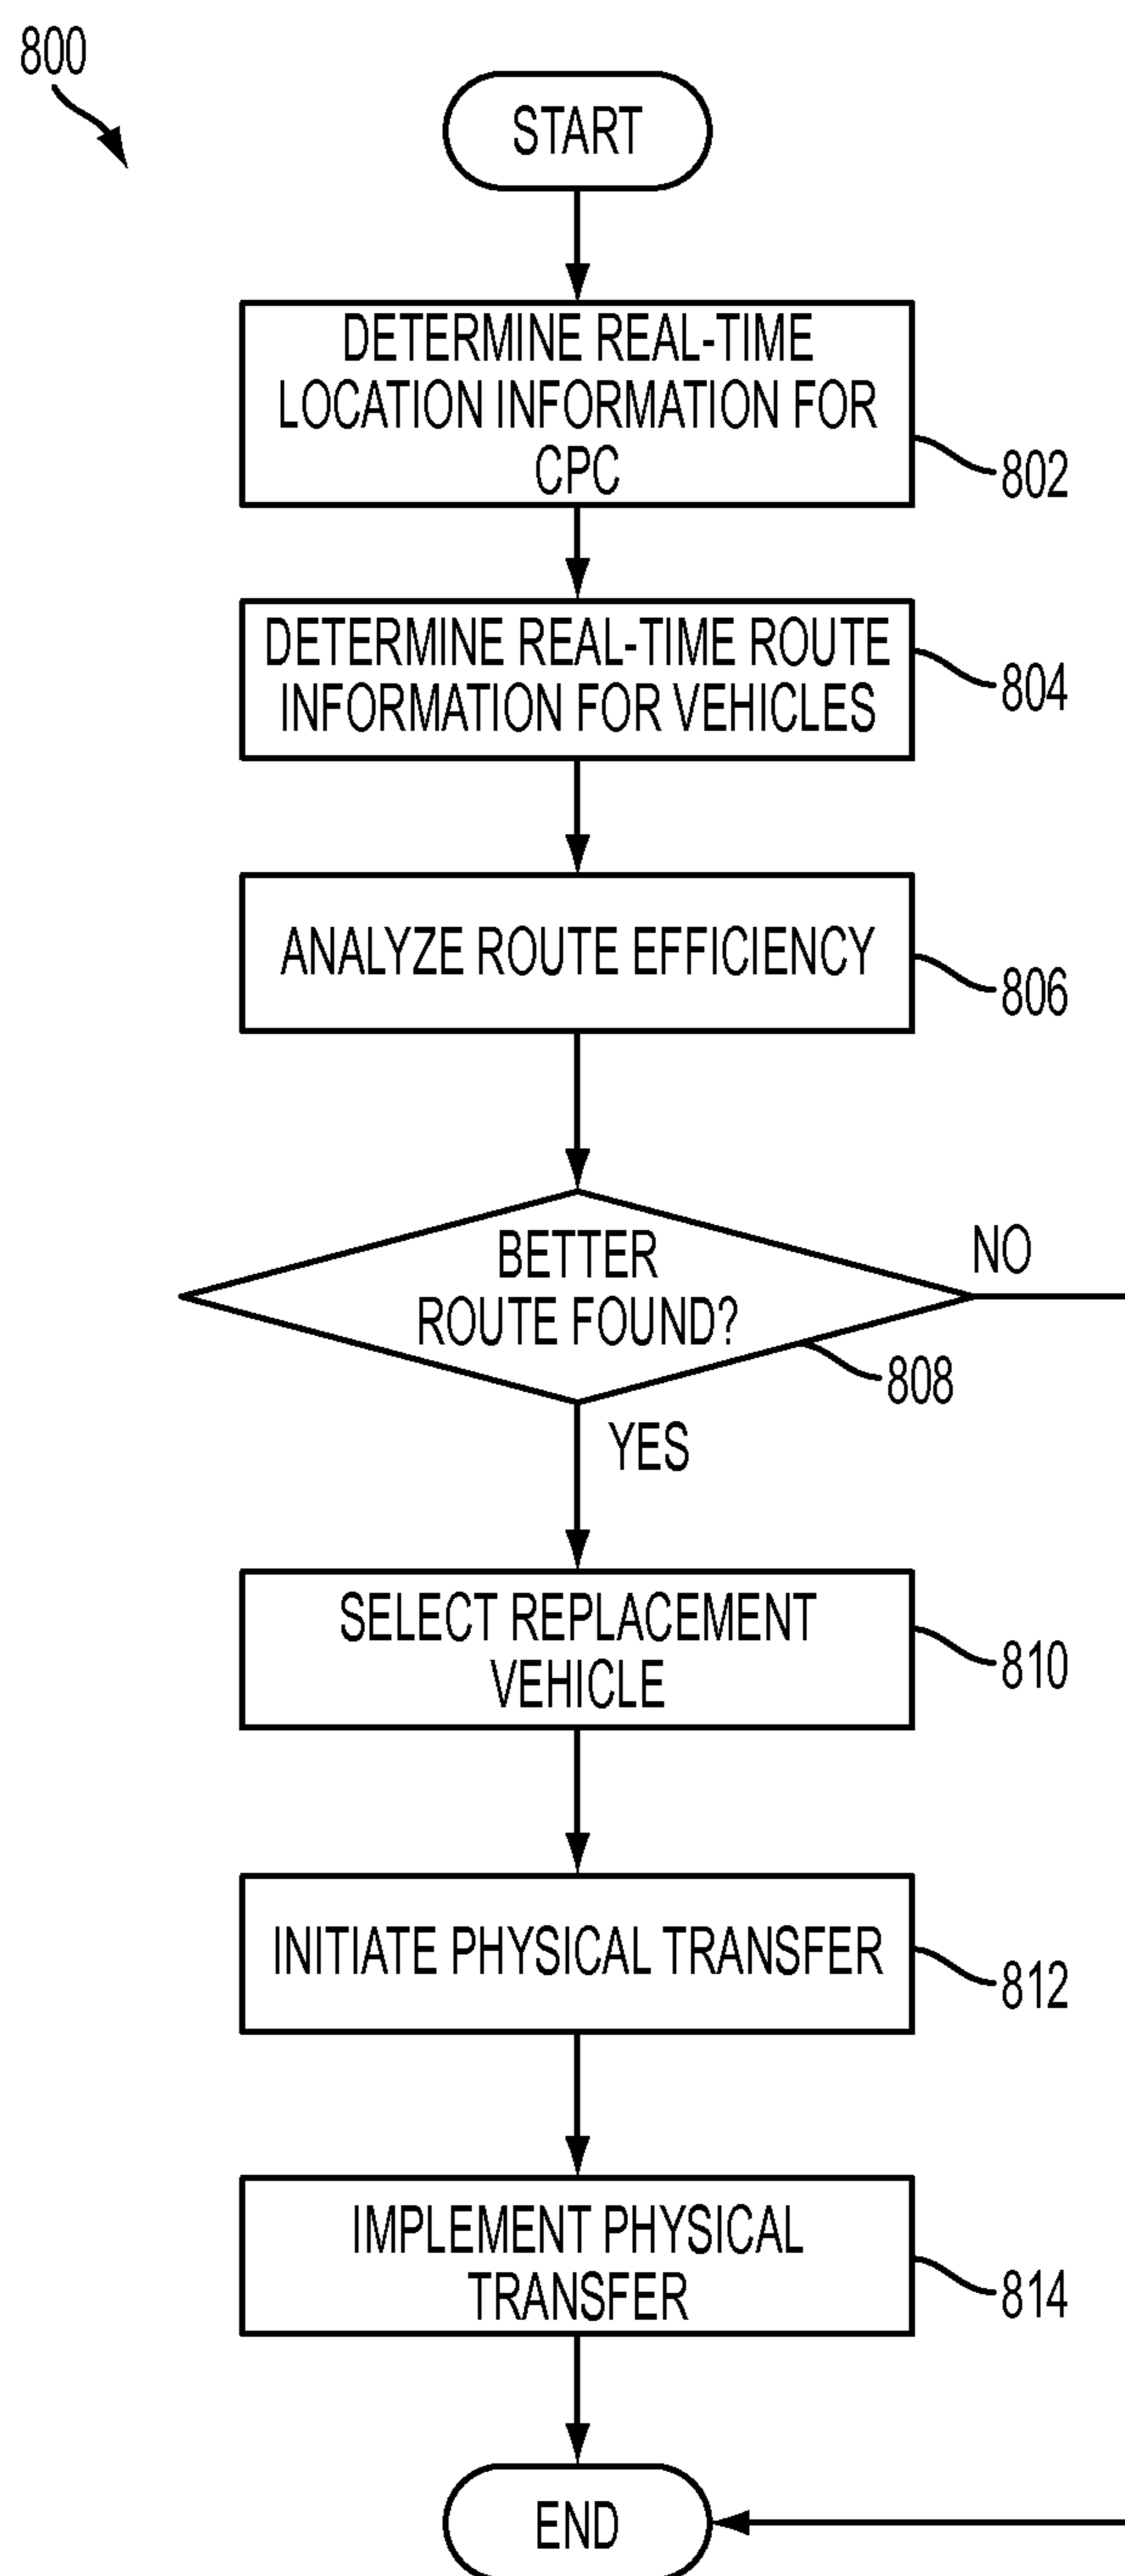 800
START
DETERMINE REAL-TIME
LOCATION INFORMATION FOR
CPC
802
DETERMINE REAL-TIME ROUTE
INFORMATION FOR VEHICLES
804
ANALYZE ROUTE EFFICIENCY
806
BETTER
ROUTE FOUND?
NO
808
YES
SELECT REPLACEMENT
VEHICLE
810
INITIATE PHYSICAL TRANSFER
812
IMPLEMENT PHYSICAL
TRANSFER
814
END